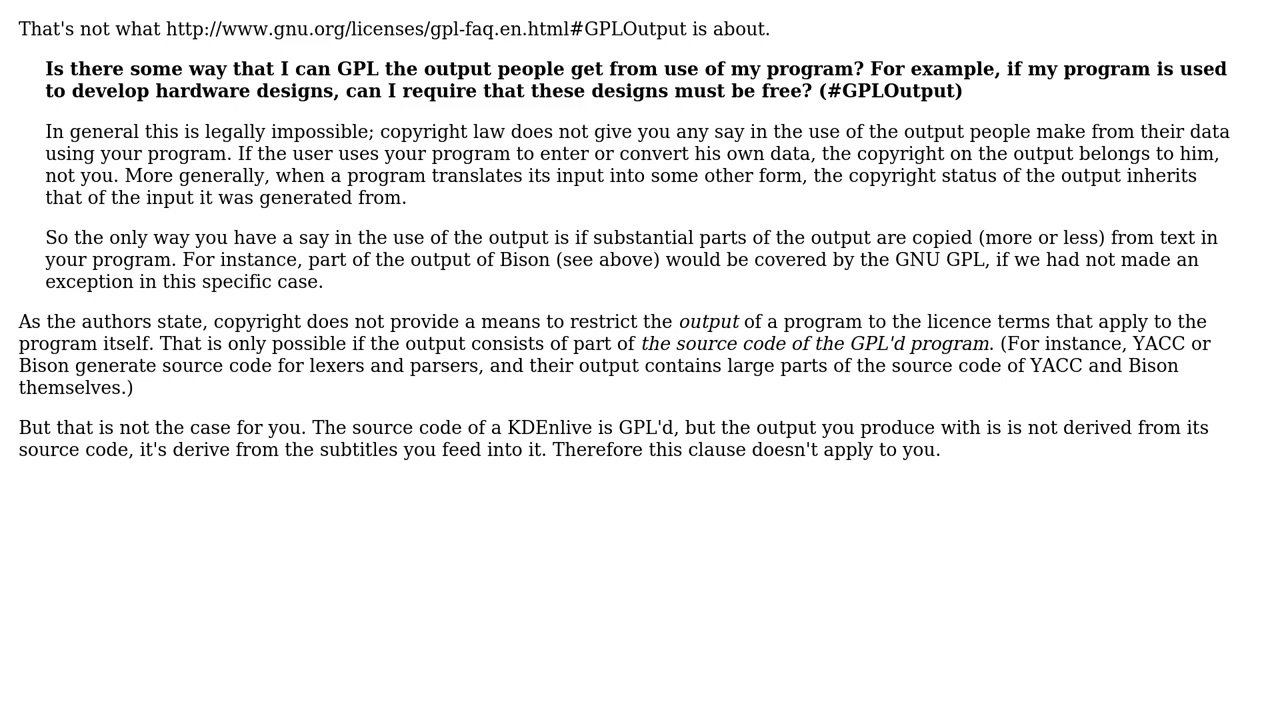 That's not what http://www.gnu.org/licenses/gpl-faq.en.html#GPLOutput is about.
Is there some way that I can GPL the output people get from use of my program? For example, if my program is used
to develop hardware designs, can I require that these designs must be free? (#GPLOutput)
In general this is legally impossible; copyright law does not give you any say in the use of the output people make from their data
using your program. If the user uses your program to enter or convert his own data, the copyright on the output belongs to him,
not you. More generally, when a program translates its input into some other form, the copyright status of the output inherits
that of the input it was generated from.
So the only way you have a say in the use of the output is if substantial parts of the output are copied (more or less) from text in
your program. For instance, part of the output of Bison (see above) would be covered by the GNU GPL, if we had not made an
exception in this specific case.
As the authors state, copyright does not provide a means to restrict the output of a program to the licence terms that apply to the
program itself. That is only possible if the output consists of part of the source code of the GPL'd program. (For instance, YACC or
Bison generate source code for lexers and parsers, and their output contains large parts of the source code of YACC and Bison
themselves.)
But that is not the case for you. The source code of a KDEnlive is GPL'd, but the output you produce with is is not derived from its
source code, it's derive from the subtitles you feed into it. Therefore this clause doesn't apply to you.